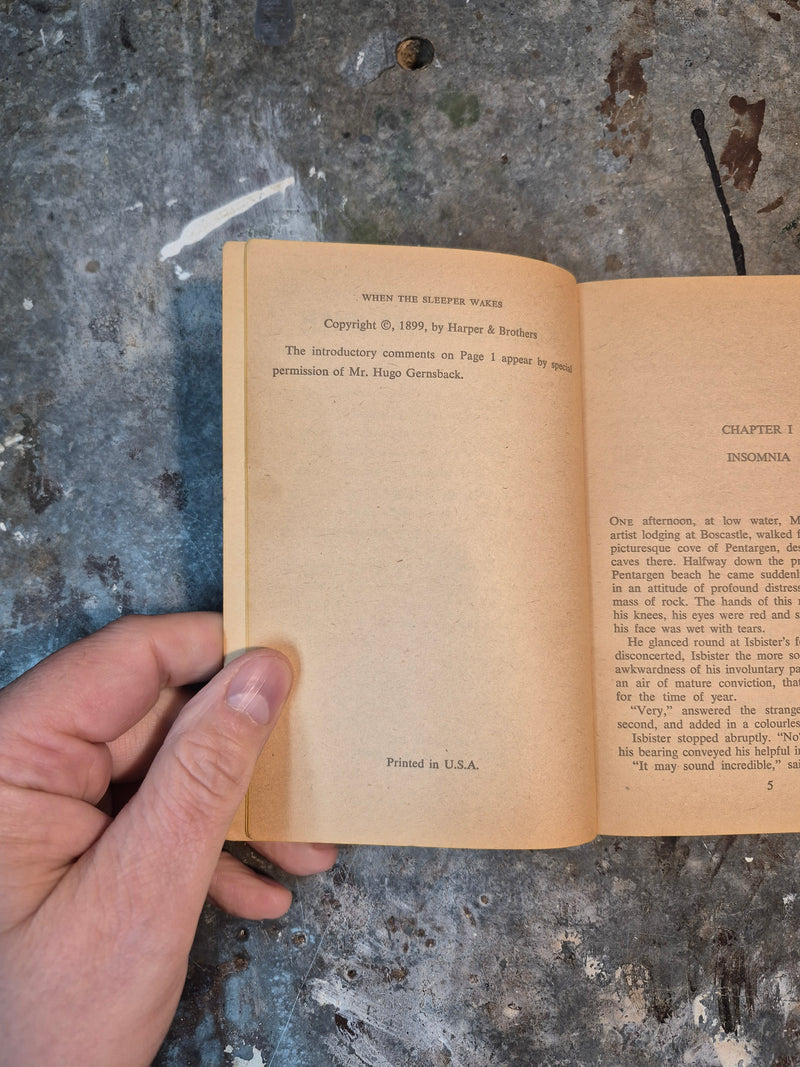 WHEN THE SLEEPER WAKES
Copyright ©, 1899, by Harper & Brothers
The introductory comments on Page 1 appear by special
permission of Mr. Hugo Gernsback.
Printed in U.S.A.
CHAPTER I
INSOMNIA
ONE afternoon, at low water,
artist lodging at Boscastle, walked
picturesque cove of Pentargen,
caves there. Halfway down the
Pentargen beach he came
in an attitude of profound
mass of rock. The hands of this
his knees, his eyes were red and
his face was wet with tears.
He glanced round at Isbister's
disconcerted, Isbister the more
awkwardness of his involuntary
an air of mature conviction,
for the time of year.
"Very," answered the
second, and added in a
Isbister stopped abruptly.
his bearing conveyed his helpful
"It may sound incredible,"
5